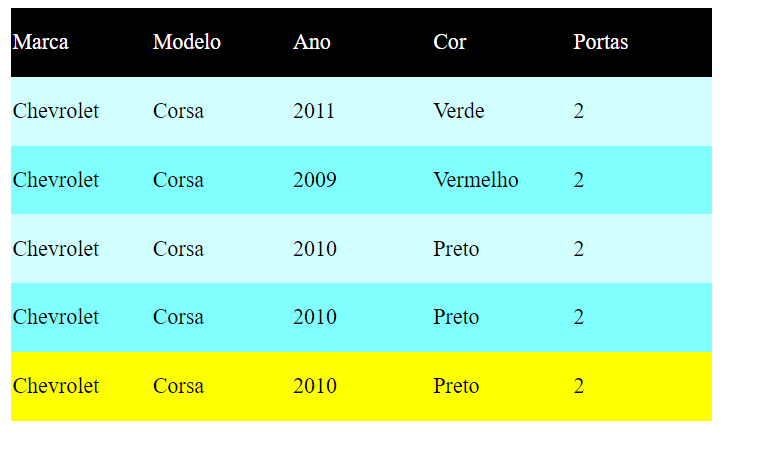 Marca Modelo Ano Cor Portas
Chevrolet Corsa 2011 Verde 2
Chevrolet Corsa 2009 Vermelho 2
Chevrolet Corsa 2010 Preto 2
Chevrolet Corsa 2010 Preto 2
Chevrolet Corsa 2010 Preto 2